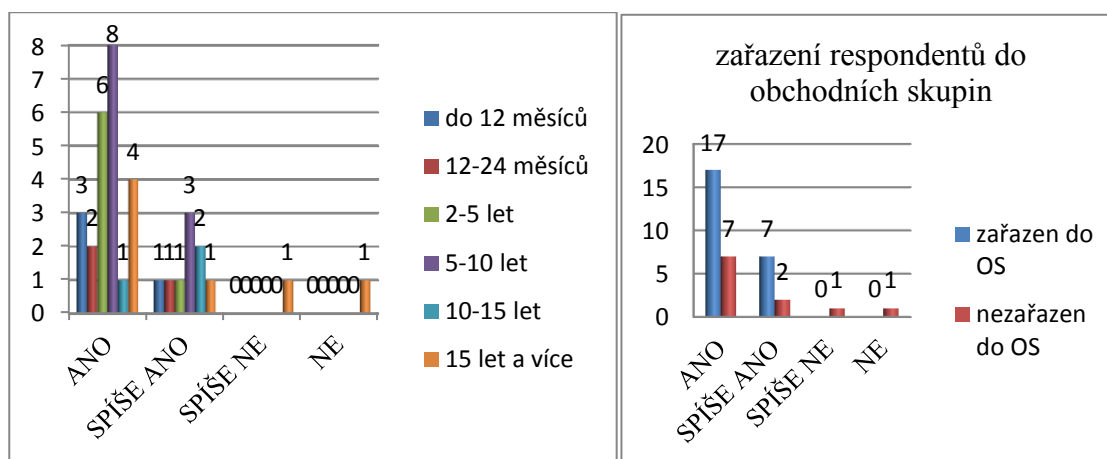 8
7
6
5
4
3
2
1
0
3
2
6
8
1
4
1
1
1
3
2
1
0
0
0
0
0
1
0
0
0
0
0
1
ANO
SPÍŠE ANO
SPÍŠE NE
NE
do 12 měsíců
12-24 měsíců
2-5 let
5-10 let
10-15 let
15 let a více
zařazení respondentů do
obchodních skupin
20
15
10
5
0
17
7
7
2
0
1
0
1
ANO
SPÍŠE ANO
SPÍŠE NE
NE
zařazen do
OS
nezařazen
do OS